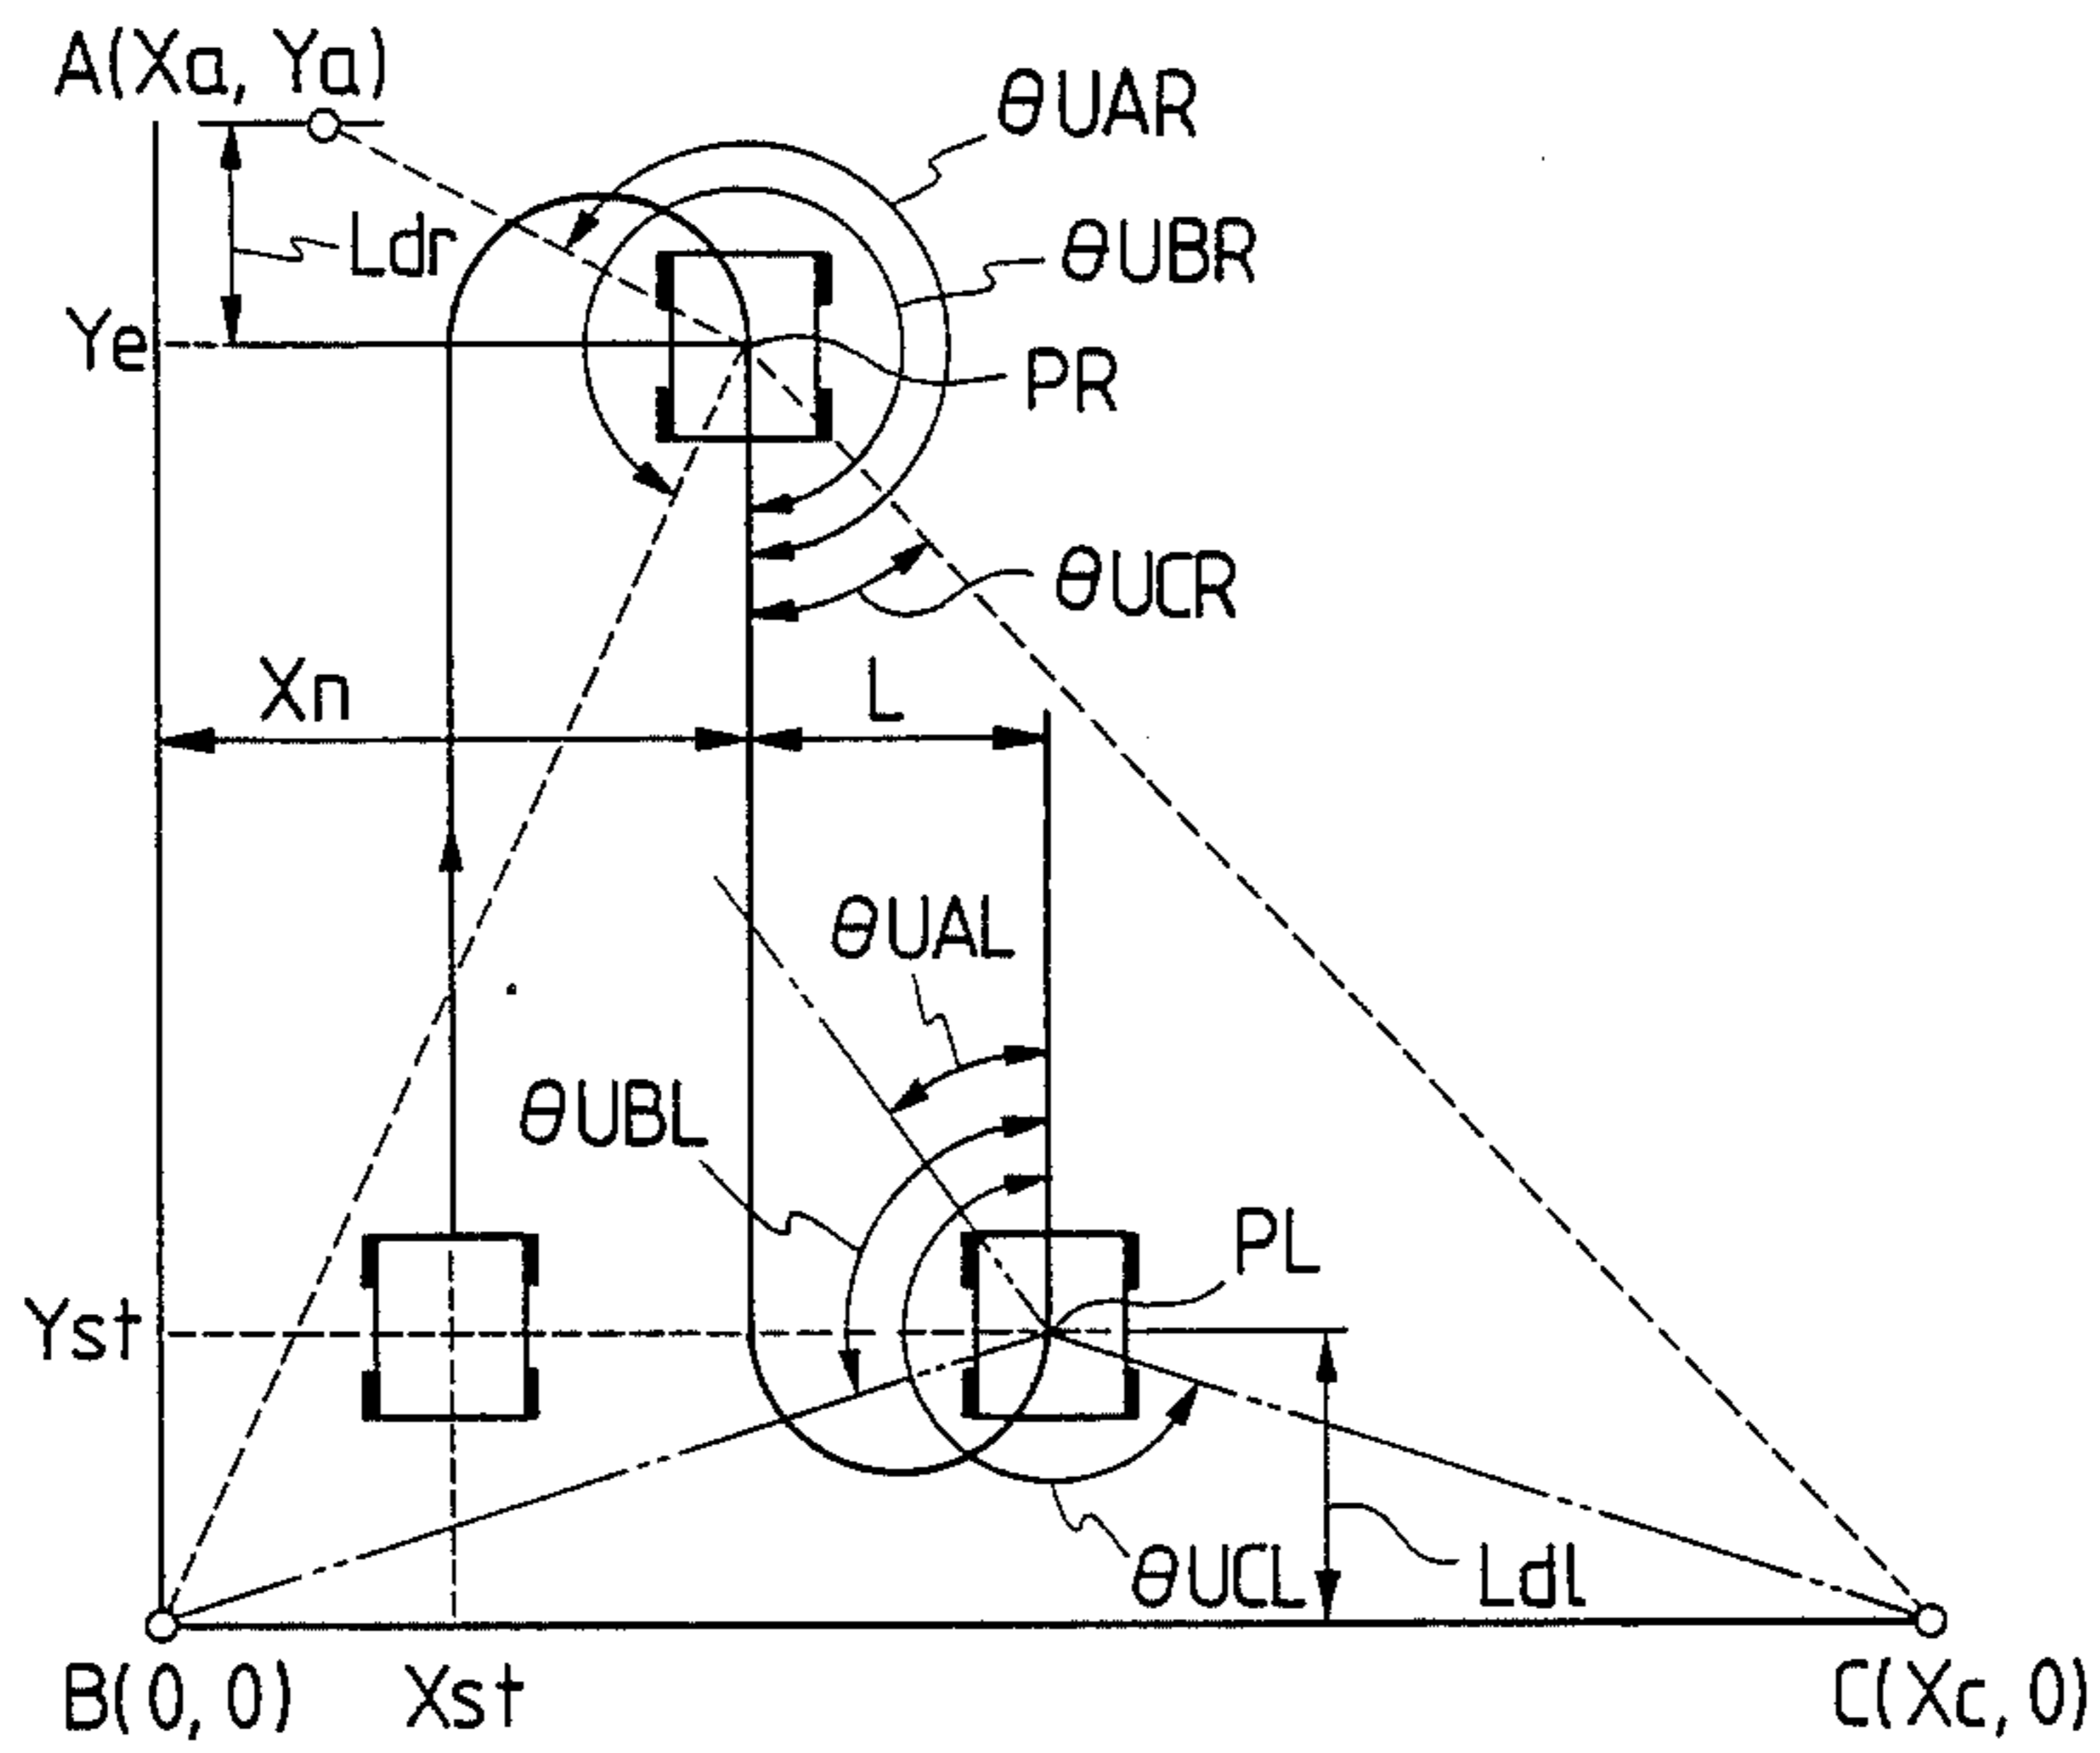 A(Xa, Ya)
θUAR
Ldr
θUBR
Ye
PR
θUCR
Xn
L
θUAL
θUBL
PL
Yst
θUCL
Ldl
B(0, 0)
Xst
C(Xc, 0)